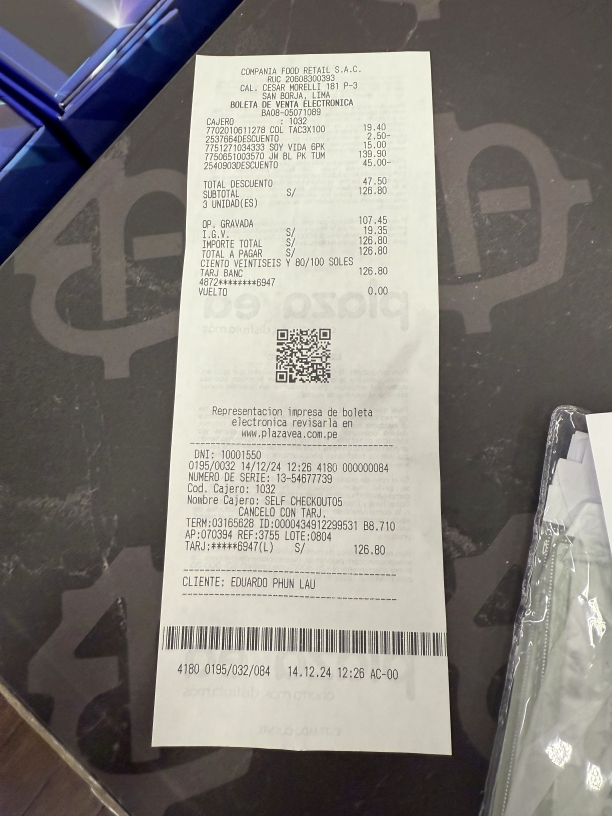 COMPANIA FOOD RETAIL S.A.C.
RUC 20608300393
CAL. CESAR MORELLI 181 P-3
SAN BORJA, LIMA
BOLETA DE VENTA ELECTRONICA
BA08-05071089
CAJERO : 1032
7702010611278 COL TAC3X100 19.40
2537664DESCUENTO 2.50-
7751271034333 SOY VIDA 6PK 15.00
7750651003570 JW BL PK TUM 139.90
2540903DESCUENTO 45.00-
TOTAL DESCUENTO 47.50
SUBTOTAL S/ 126.80
3 UNIDAD(ES)
OP. GRAVADA 107.45
I.G.V. S/ 19.35
IMPORTE TOTAL S/ 126.80
TOTAL A PAGAR S/ 126.80
CIENTO VEINTISEIS Y 80/100 SOLES
TARJ BANC 126.80
4872********6947
VUELTO 0.00
Representacion impresa de boleta
electronica revisarla en
www.plazavea.com.pe
DNI: 10001550
0195/0032 14/12/24 12:26 4180 000000084
NUMERO DE SERIE: 13-54677739
Cod. Cajero: 1032
Nombre Cajero: SELF CHECKOUT05
CANCELO CON TARJ.
TERM:03165628 ID:0000434912299531 B8.710
AP:070394 REF:3755 LOTE:0804
TARJ:*****6947(L) S/ 126.80
CLIENTE: EDUARDO PHUN LAU
4180 0195/032/084 14.12.24 12:26 AC-00